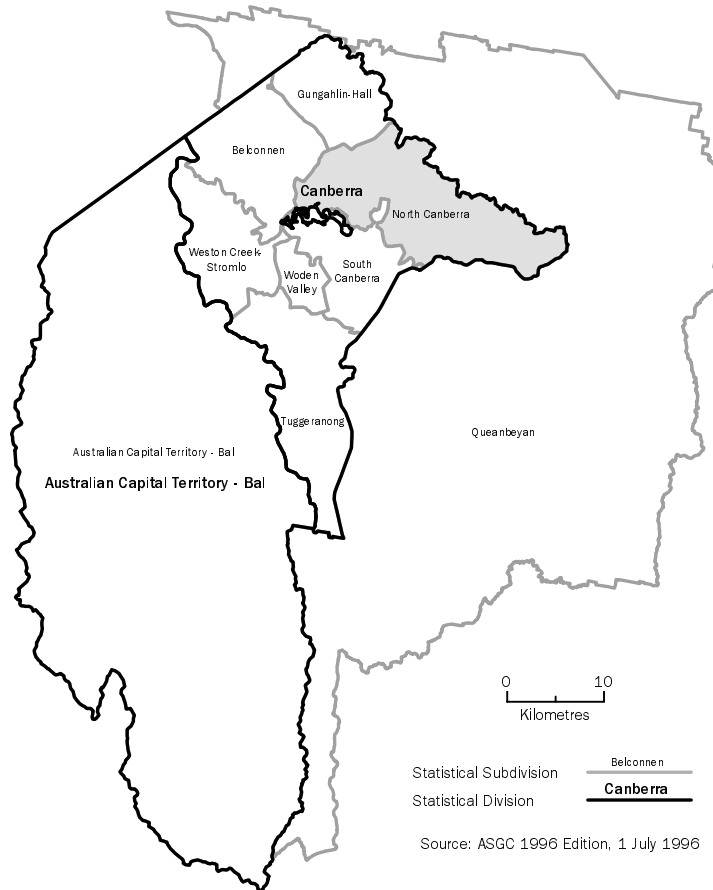 Gungahlin-Hall
Belconnen
Canberra
North Canberra
Weston Creek-
Stromlo
Woden
Valley
South
Canberra
Tuggeranong
Queanbeyan
Australian Capital Territory - Bal
Australian Capital Territory - Bal
0 10
Kilometres
Statistical Subdivision Belconnen
Statistical Division Canberra
Source: ASGC 1996 Edition, 1 July 1996